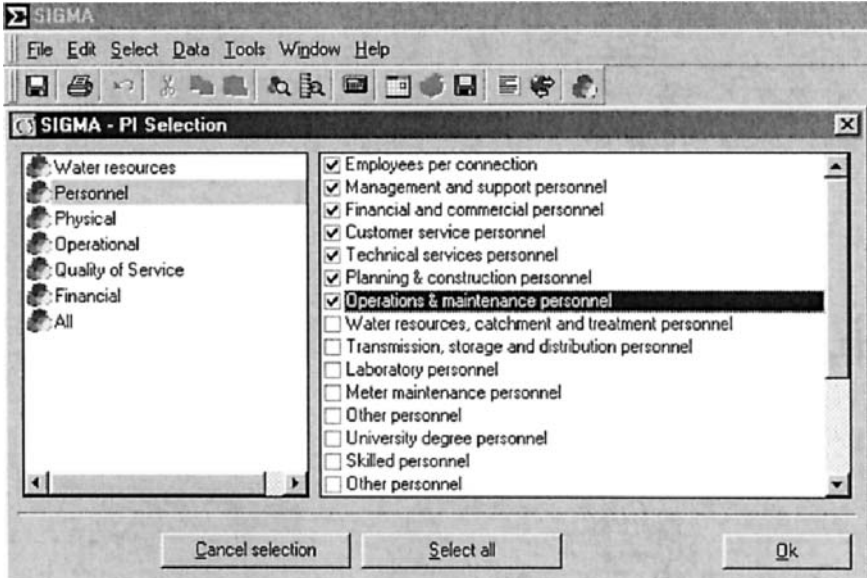 SIGMA
File Edit Select Data Tools Window Help
SIGMA - PI Selection
Water resources
Personnel
Physical
Operational
Quality of Service
Financial
All
Employees per connection
Management and support personnel
Financial and commercial personnel
Customer service personnel
Technical services personnel
Planning & construction personnel
Operations & maintenance personnel
Water resources, catchment and treatment personnel
Transmission, storage and distribution personnel
Laboratory personnel
Meter maintenance personnel
Other personnel
University degree personnel
Skilled personnel
Other personnel
Cancel selection Select all Ok